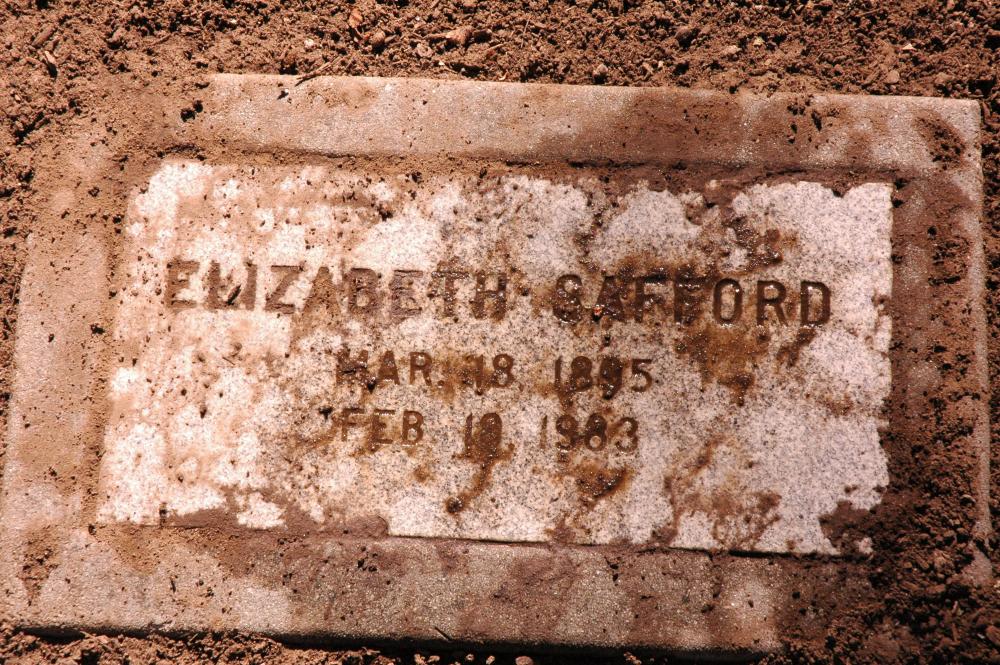 ELIZABETH SAFFORD
MAR. 18, 1895
FEB 19, 1983